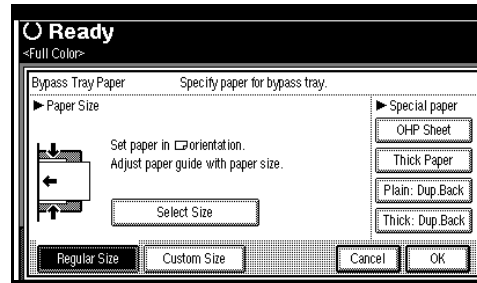 Ready
<Full Color>
Bypass Tray Paper Specify paper for bypass tray.
►Paper Size
Set paper in orientation.
Adjust paper guide with paper size.
Select Size
►Special paper
OHP Sheet
Thick Paper
Plain: Dup.Back
Thick: Dup.Back
Regular Size
Custom Size
Cancel
OK